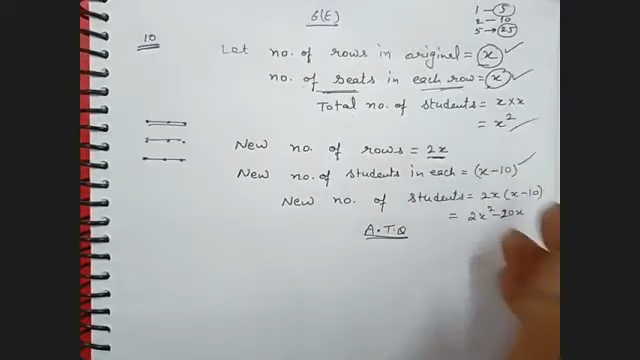 6(E)
1 — 5
2 — 10
5 → 25
10
Let no. of rows in original = x
no. of seats in each row = x
Total no. of students = x × x
= x²
New no. of rows = 2x
New no. of students in each = (x - 10)
New no. of students = 2x (x - 10)
= 2x² - 20x
A.T.Q